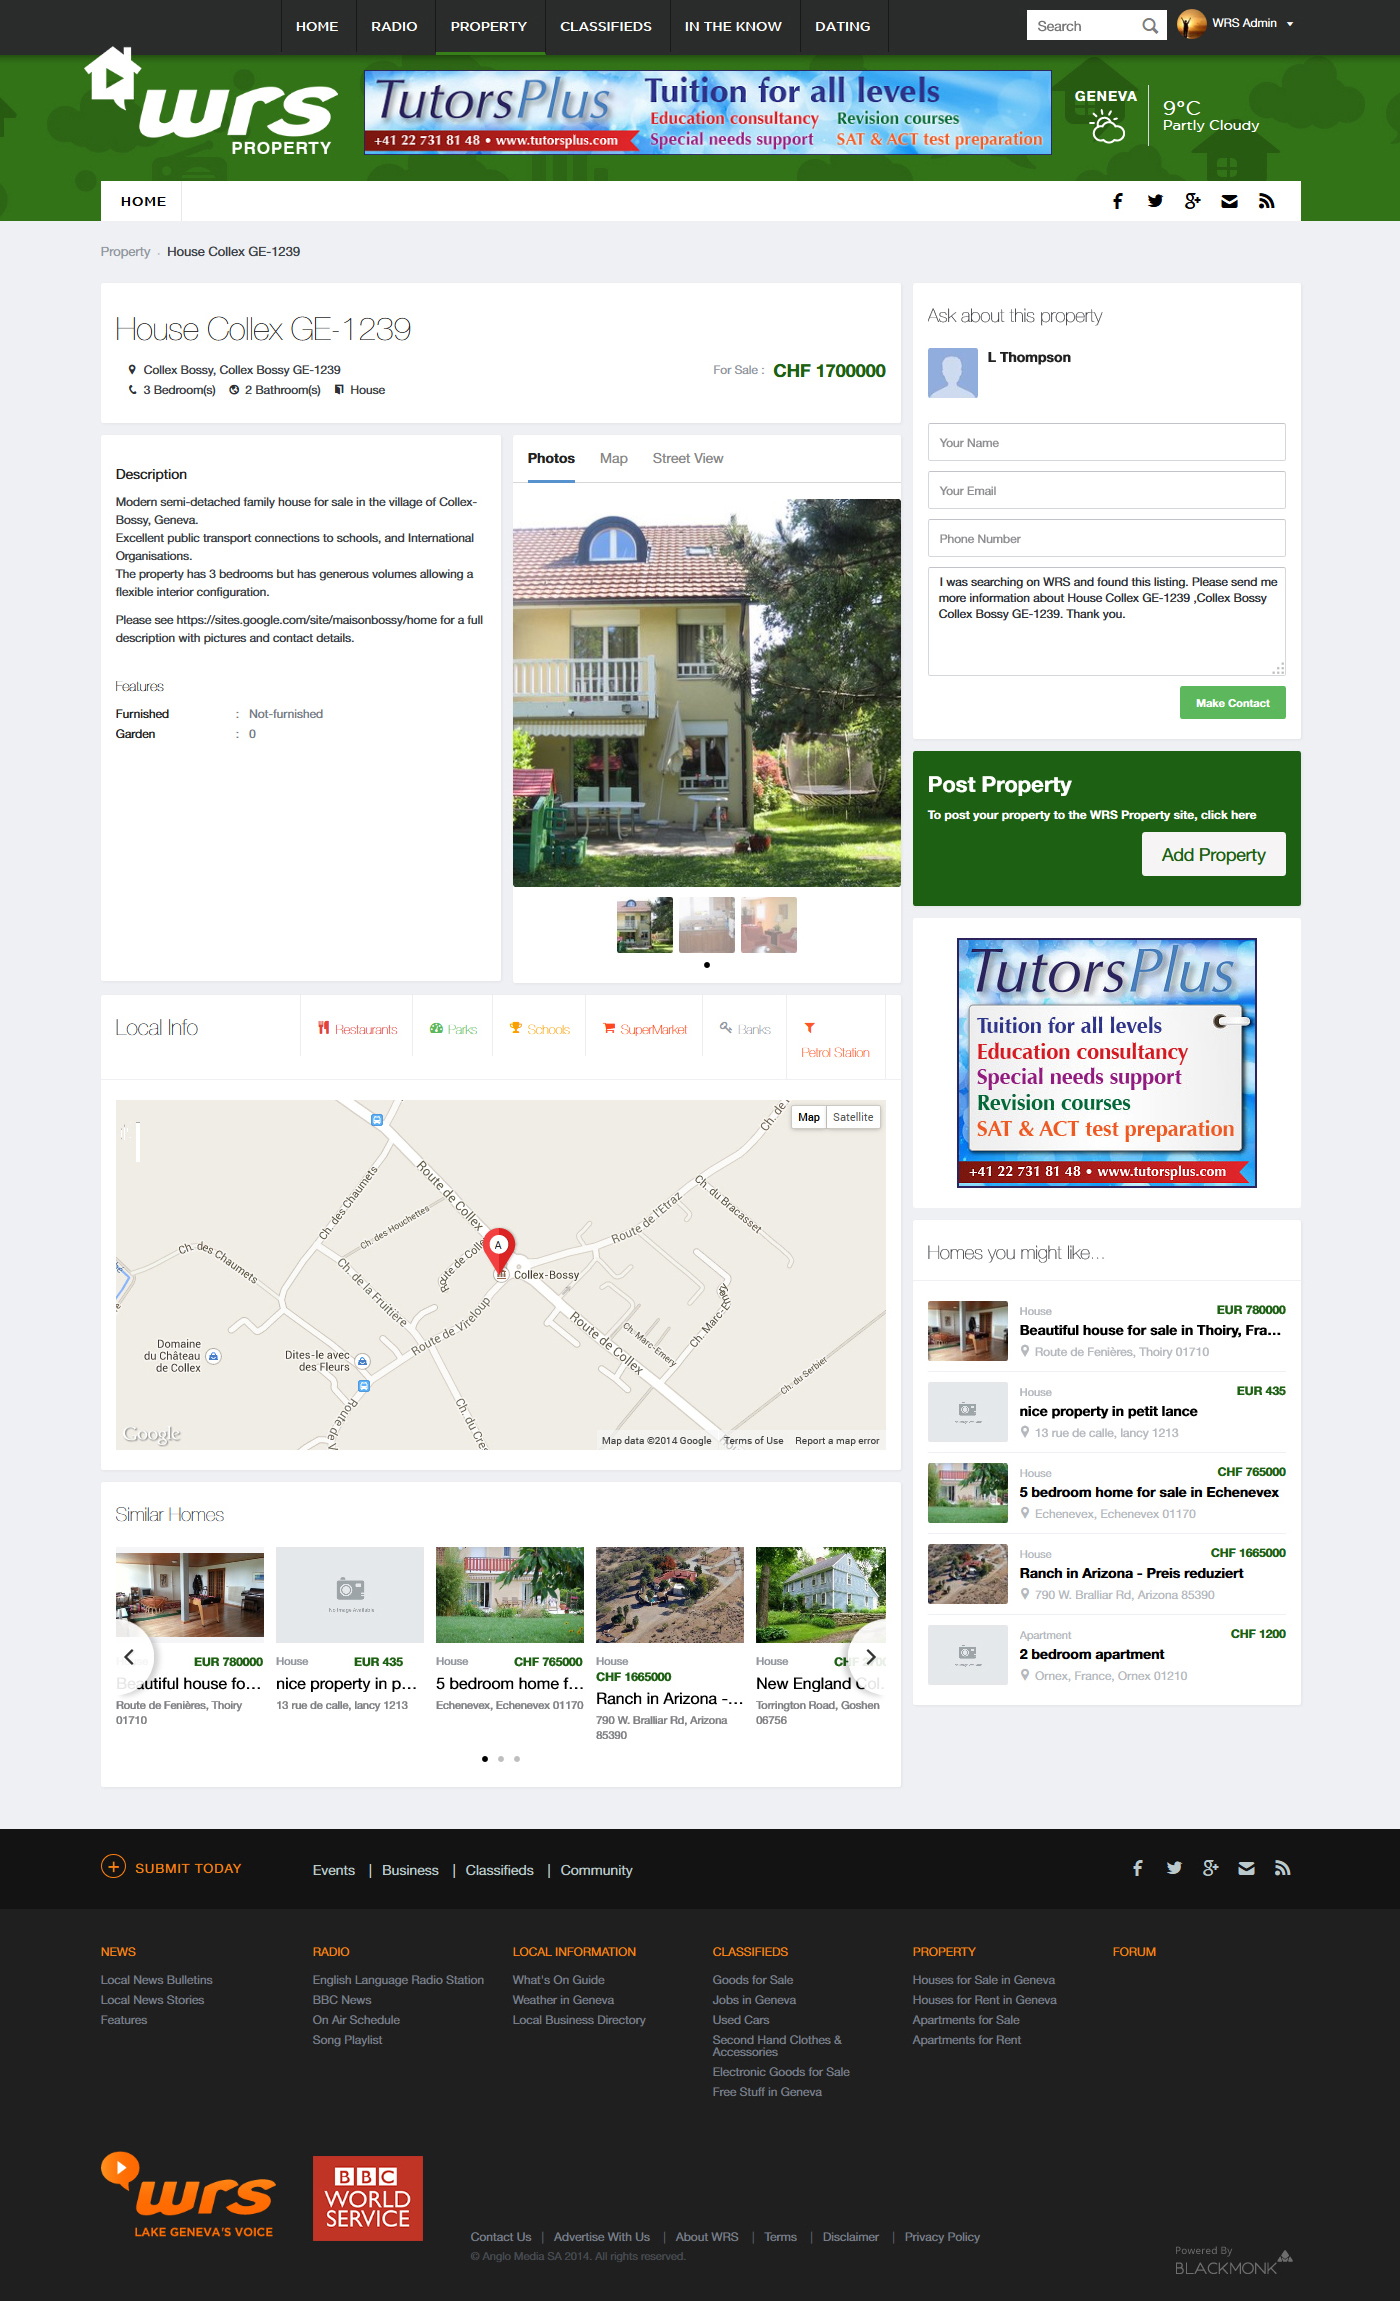 HOME RADIO PROPERTY CLASSIFIEDS IN THE KNOW DATING
Search
WRS Admin
wrs
PROPERTY
TutorsPlus
+41 22 731 81 48 • www.tutorsplus.com
Tuition for all levels
Education consultancy Revision courses
Special needs support SAT & ACT test preparation
GENEVA
9°C
Partly Cloudy
HOME
Property - House Collex GE-1239
House Collex GE-1239
Collex Bossy, Collex Bossy GE-1239
3 Bedroom(s) 2 Bathroom(s) House
For Sale : CHF 1700000
Description
Modern semi-detached family house for sale in the village of Collex-
Bossy, Geneva.
Excellent public transport connections to schools, and International
Organisations.
The property has 3 bedrooms but has generous volumes allowing a
flexible interior configuration.
Please see https://sites.google.com/site/maisonbossy/home for a full
description with pictures and contact details.
Features
Furnished : Not-furnished
Garden : 0
Photos Map Street View
Ask about this property
L Thompson
Your Name
Your Email
Phone Number
I was searching on WRS and found this listing. Please send me
more information about House Collex GE-1239 ,Collex Bossy
Collex Bossy GE-1239. Thank you.
Make Contact
Post Property
To post your property to the WRS Property site, click here
Add Property
TutorsPlus
Tuition for all levels
Education consultancy
Special needs support
Revision courses
SAT & ACT test preparation
+41 22 731 81 48 • www.tutorsplus.com
Local Info
Restaurants
Parks
Schools
SuperMarket
Banks
Petrol Station
Map Satellite
Ch. de l'
Route de Collex
Ch. des Chaumets
Ch. des Houchettes
Ch. du Bracasset
Route de l'Etraz
Ch. des Chaumets
Route de Colle
A
Collex-Bossy
Ch. de la Fruitière
Route de Vireloup
Route de Collex
Ch. Marc-Emery
Ch. Marc-Emery
Ch. du Serbier
Domaine
du Château
de Collex
Dites-le avec
des Fleurs
Route de V
Ch. du Cres
Google
Map data ©2014 Google Terms of Use Report a map error
Homes you might like...
House EUR 780000
Beautiful house for sale in Thoiry, Fra...
Route de Fenières, Thoiry 01710
House EUR 435
nice property in petit lance
13 rue de calle, lancy 1213
House CHF 765000
5 bedroom home for sale in Echenevex
Echenevex, Echenevex 01170
House CHF 1665000
Ranch in Arizona - Preis reduziert
790 W. Bralliar Rd, Arizona 85390
Apartment CHF 1200
2 bedroom apartment
Ornex, France, Ornex 01210
Similar Homes
EUR 780000
Beautiful house fo...
Route de Fenières, Thoiry
01710
No Image Available
House EUR 435
nice property in p...
13 rue de calle, lancy 1213
House CHF 765000
5 bedroom home f...
Echenevex, Echenevex 01170
House
CHF 1665000
Ranch in Arizona -...
790 W. Bralliar Rd, Arizona
85390
House
New England Col...
Torrington Road, Goshen
06756
SUBMIT TODAY
Events | Business | Classifieds | Community
NEWS
Local News Bulletins
Local News Stories
Features
RADIO
English Language Radio Station
BBC News
On Air Schedule
Song Playlist
LOCAL INFORMATION
What's On Guide
Weather in Geneva
Local Business Directory
CLASSIFIEDS
Goods for Sale
Jobs in Geneva
Used Cars
Second Hand Clothes &
Accessories
Electronic Goods for Sale
Free Stuff in Geneva
PROPERTY
Houses for Sale in Geneva
Houses for Rent in Geneva
Apartments for Sale
Apartments for Rent
FORUM
wrs
LAKE GENEVA'S VOICE
BBC
WORLD
SERVICE
Contact Us | Advertise With Us | About WRS | Terms | Disclaimer | Privacy Policy
© Anglo Media SA 2014. All rights reserved.
Powered By
BLACKMONK